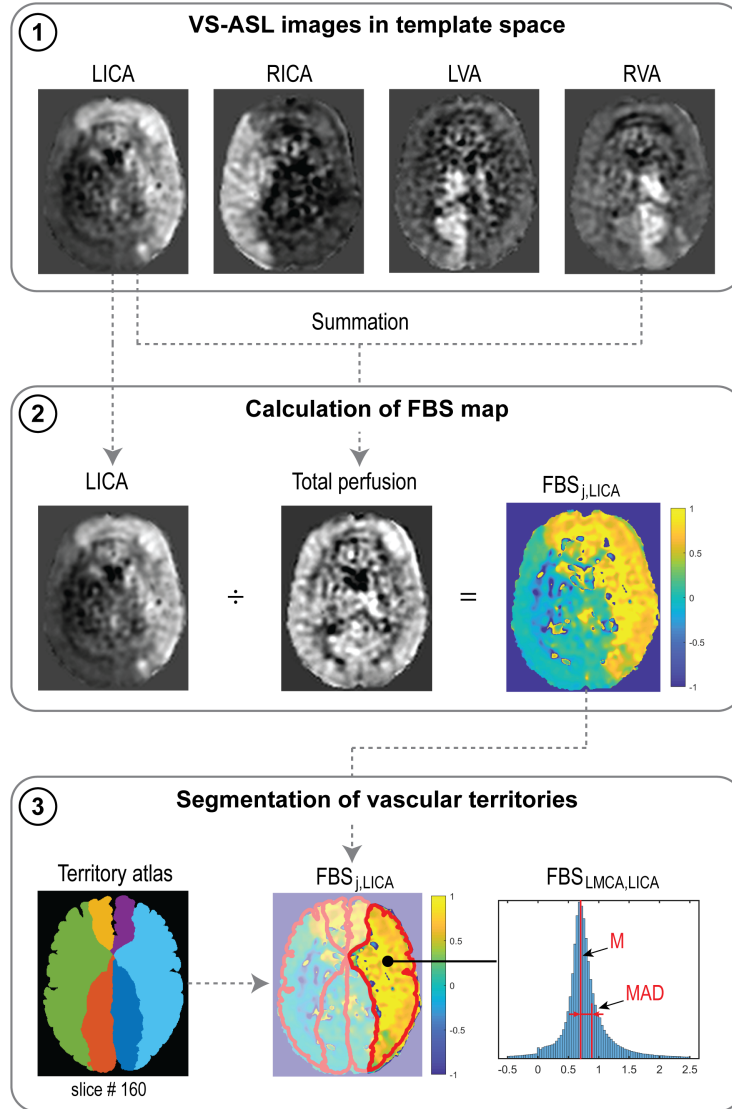 1
VS-ASL images in template space
LICA RICA LVA RVA
Summation
2
Calculation of FBS map
LICA Total perfusion FBSj,LICA
÷ =
1
0.5
0
-0.5
-1
3
Segmentation of vascular territories
Territory atlas FBSj,LICA FBSLMCA,LICA
1
0.5
0
-0.5
-1
M
MAD
-0.5 0 0.5 1 1.5 2 2.5
slice # 160